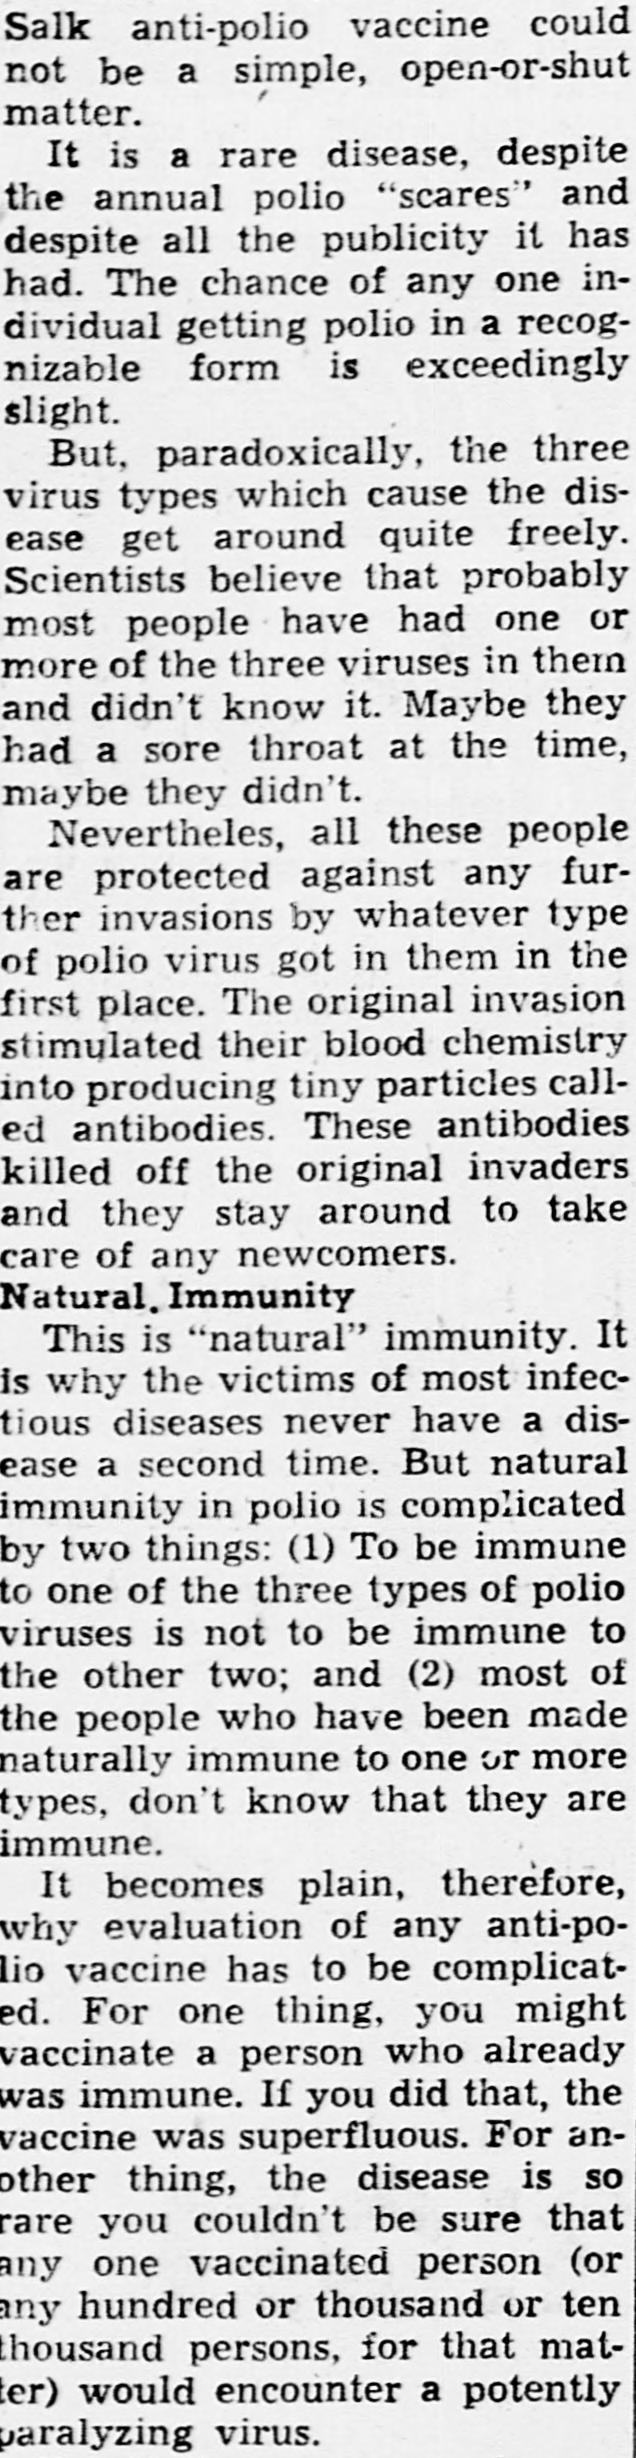 Salk anti-polio vaccine could
not be a simple, open-or-shut
matter.
It is a rare disease, despite
the annual polio "scares" and
despite all the publicity it has
had. The chance of any one in-
dividual getting polio in a recog-
nizable form is exceedingly
slight.
But, paradoxically, the three
virus types which cause the dis-
ease get around quite freely.
Scientists believe that probably
most people have had one or
more of the three viruses in them
and didn't know it. Maybe they
had a sore throat at the time,
maybe they didn't.
Nevertheles, all these people
are protected against any fur-
ther invasions by whatever type
of polio virus got in them in the
first place. The original invasion
stimulated their blood chemistry
into producing tiny particles call-
ed antibodies. These antibodies
killed off the original invaders
and they stay around to take
care of any newcomers.
Natural. Immunity
This is "natural" immunity. It
is why the victims of most infec-
tious diseases never have a dis-
ease a second time. But natural
immunity in polio is complicated
by two things: (1) To be immune
to one of the three types of polio
viruses is not to be immune to
the other two; and (2) most of
the people who have been made
naturally immune to one or more
types, don't know that they are
immune.
It becomes plain, therefore,
why evaluation of any anti-po-
lio vaccine has to be complicat-
ed. For one thing, you might
vaccinate a person who already
was immune. If you did that, the
vaccine was superfluous. For an-
other thing, the disease is so
rare you couldn't be sure that
any one vaccinated person (or
any hundred or thousand or ten
thousand persons, for that mat-
ter) would encounter a potently
paralyzing virus.